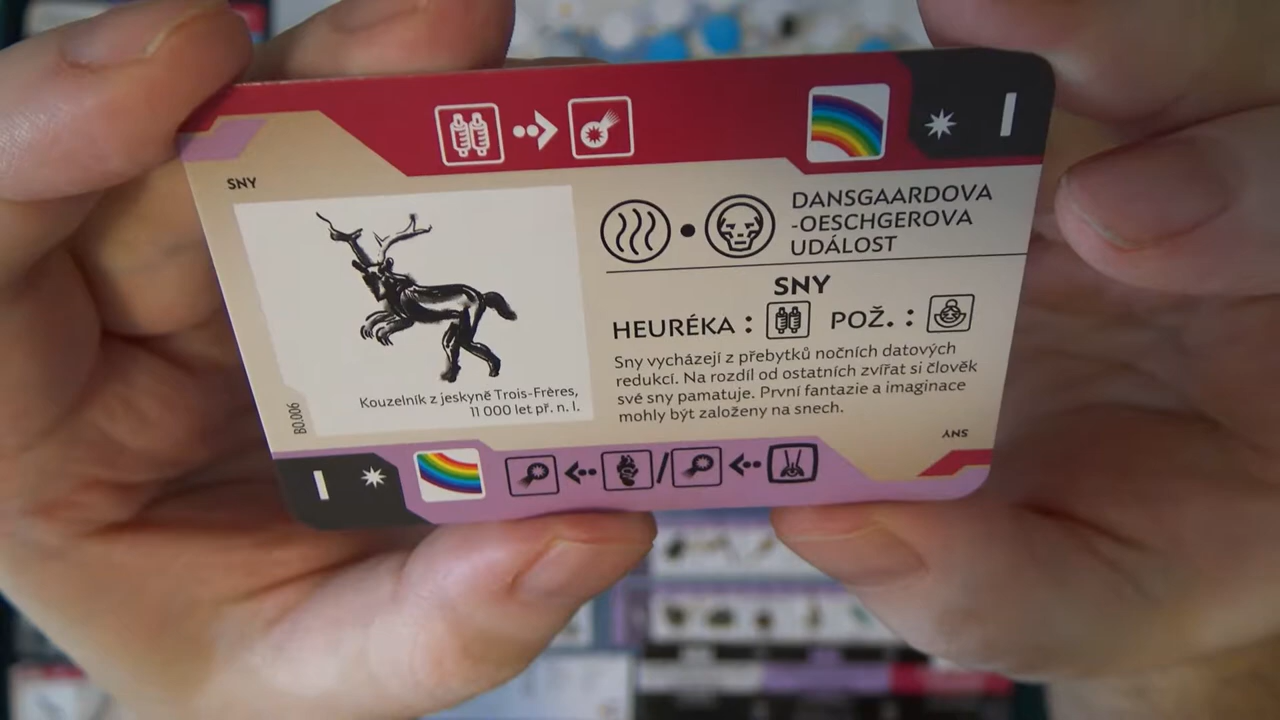 I
SNY
DANSGAARDOVA
-OESCHGEROVA
UDÁLOST
SNY
HEURÉKA : POŽ. :
Sny vycházejí z přebytků nočních datových
redukcí. Na rozdíl od ostatních zvířat si člověk
své sny pamatuje. První fantazie a imaginace
mohly být založeny na snech.
Kouzelník z jeskyně Trois-Frères,
11 000 let př. n. l.
B0.006
SNY
I
/